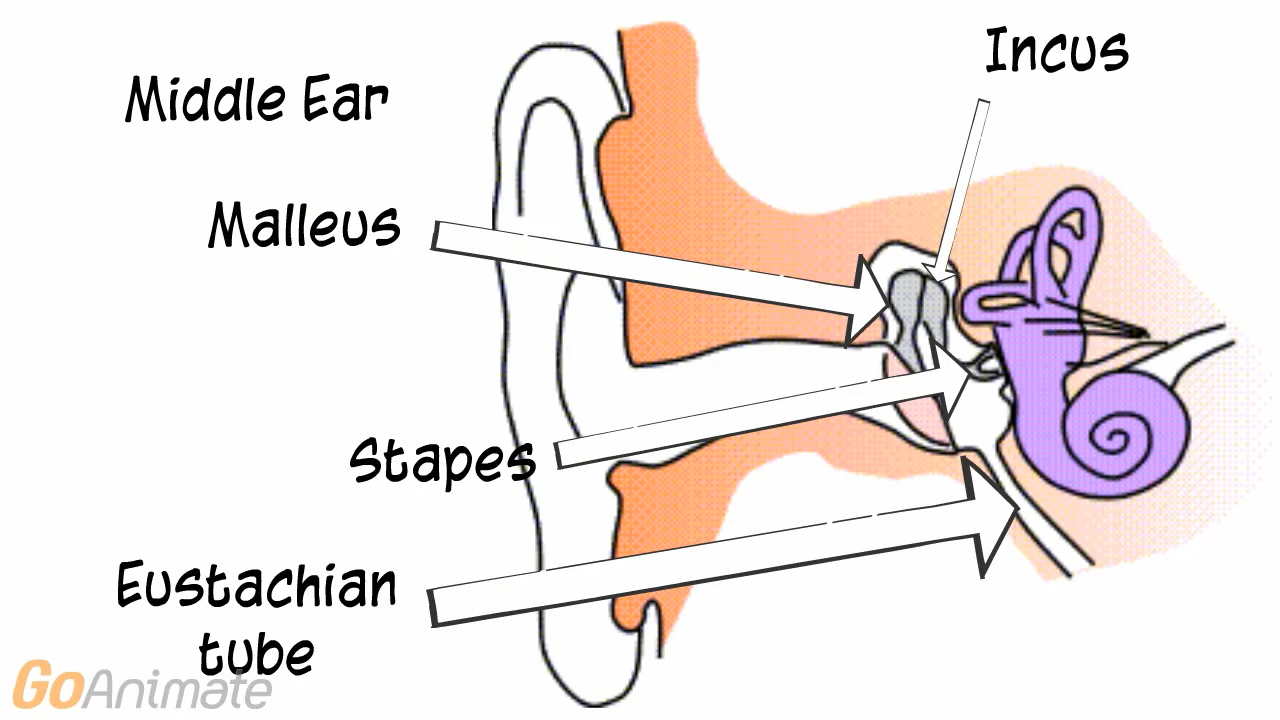 Incus
Middle Ear
Malleus
Stapes
Eustachian
tube
GoAnimate